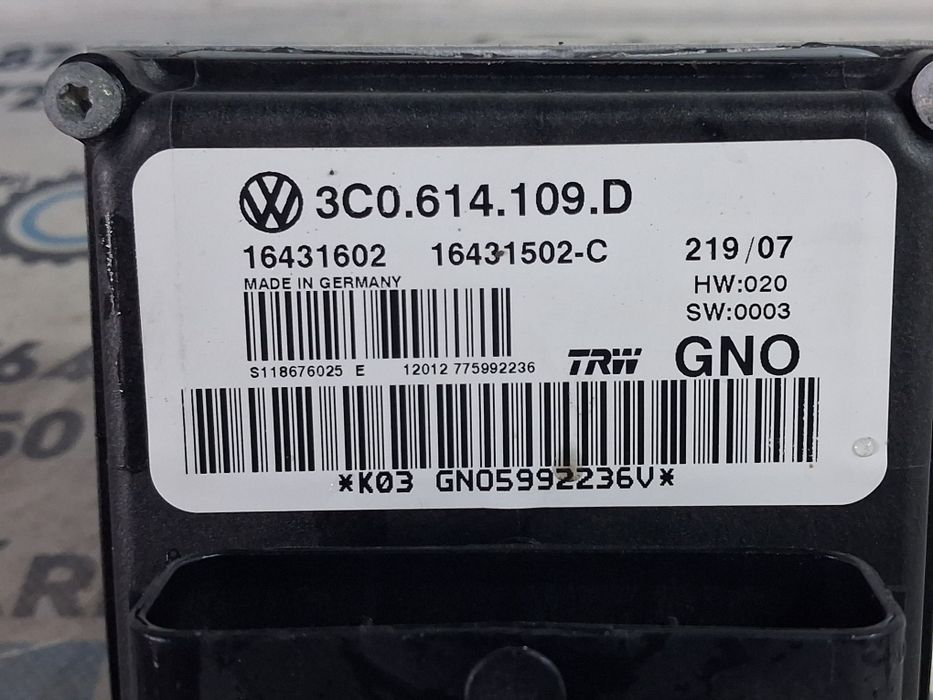 3C0.614.109.D
16431602 16431502-C 219/07
MADE IN GERMANY HW:020
SW:0003
S118676025 E 12012 775992236 TRW GNO
*K03 GNO5992236V*